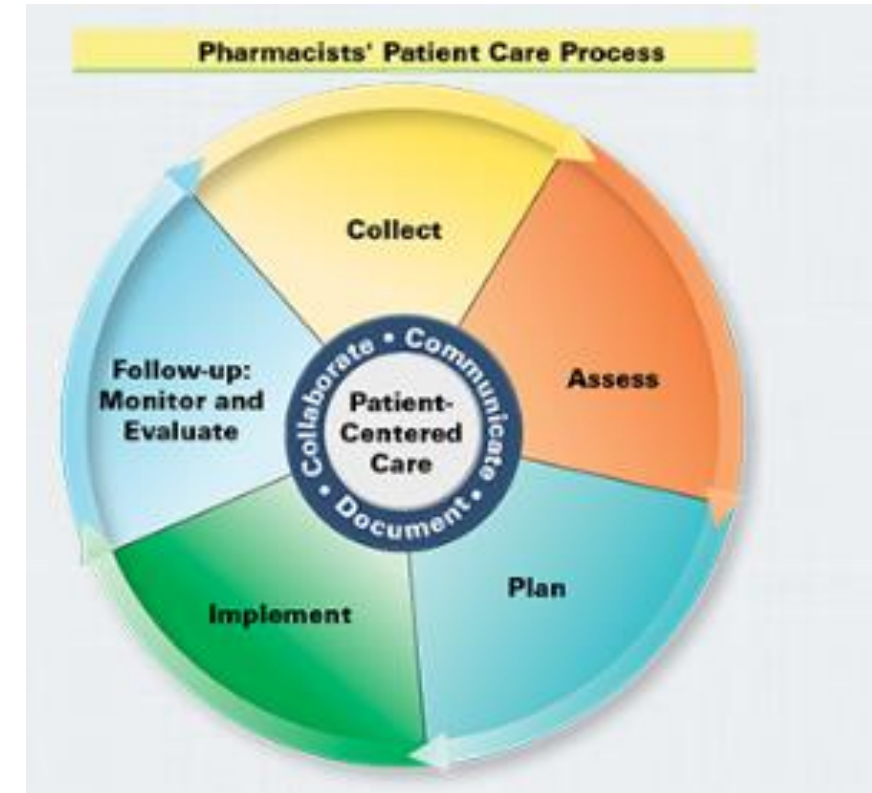 Pharmacists' Patient Care Process
Collect
Assess
Plan
Implement
Follow-up:
Monitor and
Evaluate
Collaborate • Communicate • Document •
Patient-
Centered
Care